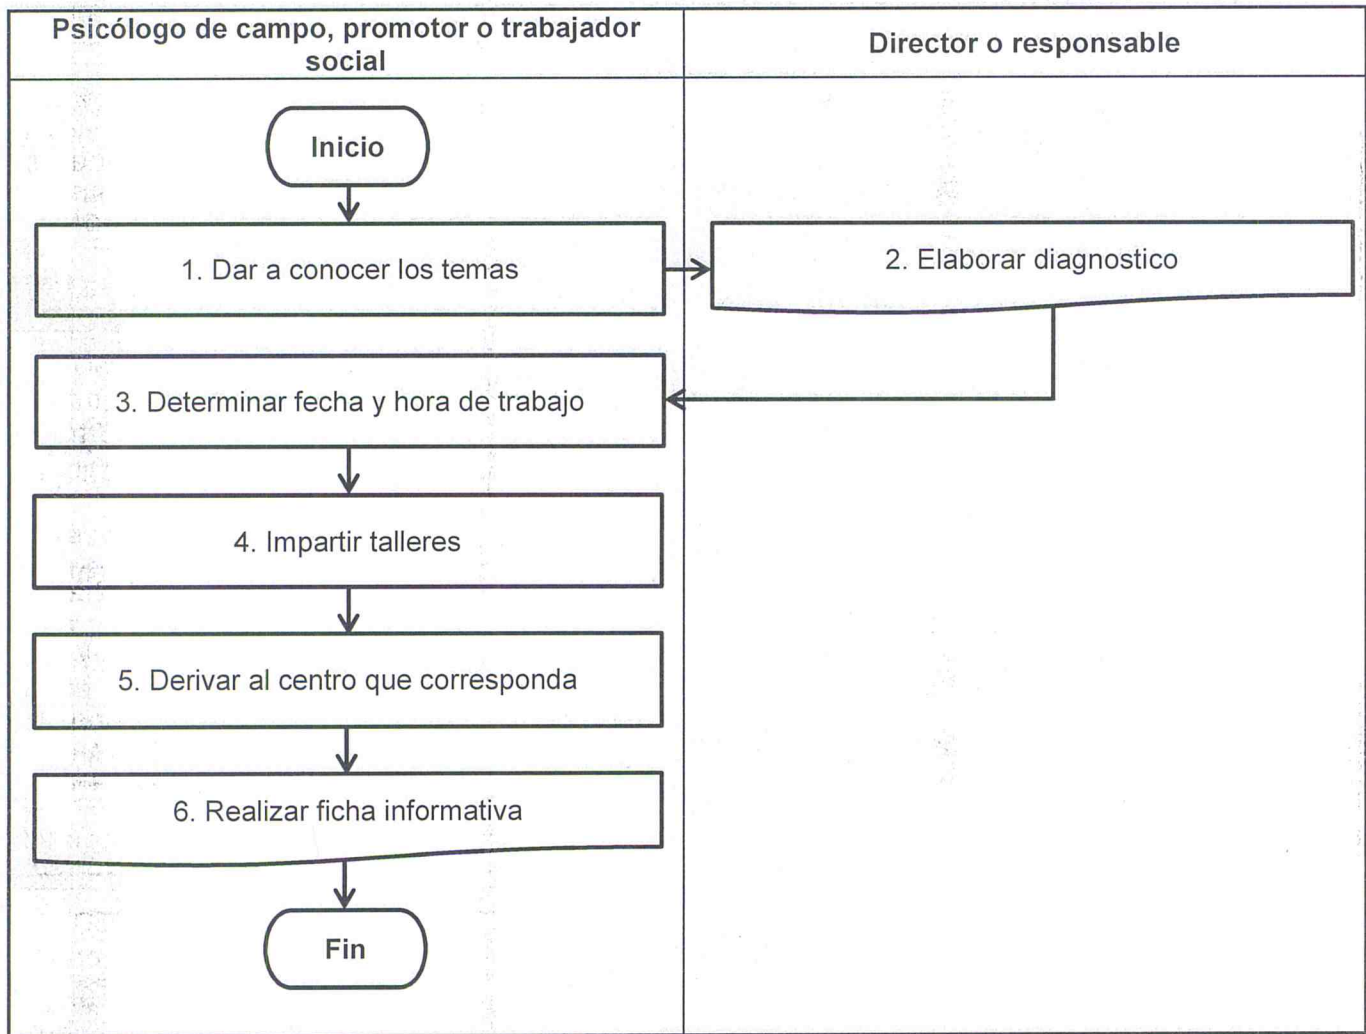 Psicólogo de campo, promotor o trabajador
social
Director o responsable
Inicio
1. Dar a conocer los temas
2. Elaborar diagnostico
3. Determinar fecha y hora de trabajo
4. Impartir talleres
5. Derivar al centro que corresponda
6. Realizar ficha informativa
Fin